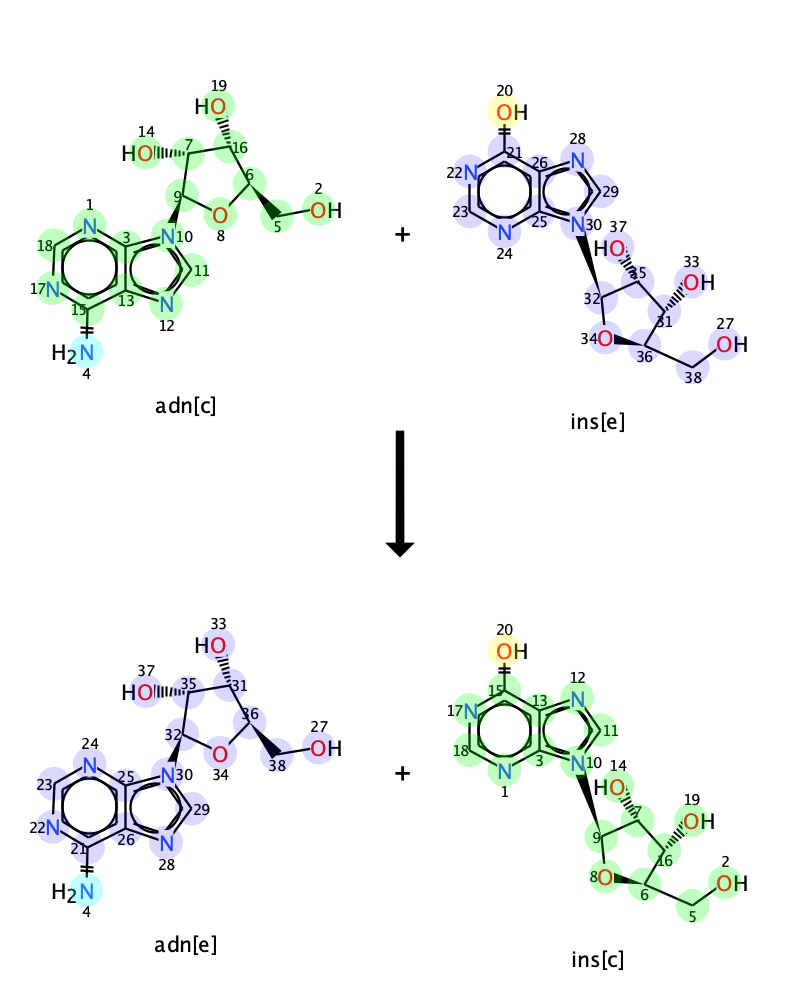 19
HO
14
HO
7
16
6
2
OH
9
O
8
5
1
N
3
N
10
18
11
17
N
13
N
12
15
H2N
4
adn[c]
+
20
OH
21
28
22
N
26
N
29
23
25
N
30
N
24
37
HO
35
33
OH
32
31
34
O
36
27
OH
38
ins[e]
33
HO
37
HO
35
31
36
27
OH
32
O
34
38
24
N
25
N
30
23
29
22
N
26
N
28
21
H2N
4
adn[e]
+
20
OH
15
12
17
N
13
N
11
18
3
N
10
N
1
14
HO
7
19
OH
9
16
8
O
6
2
OH
5
ins[c]